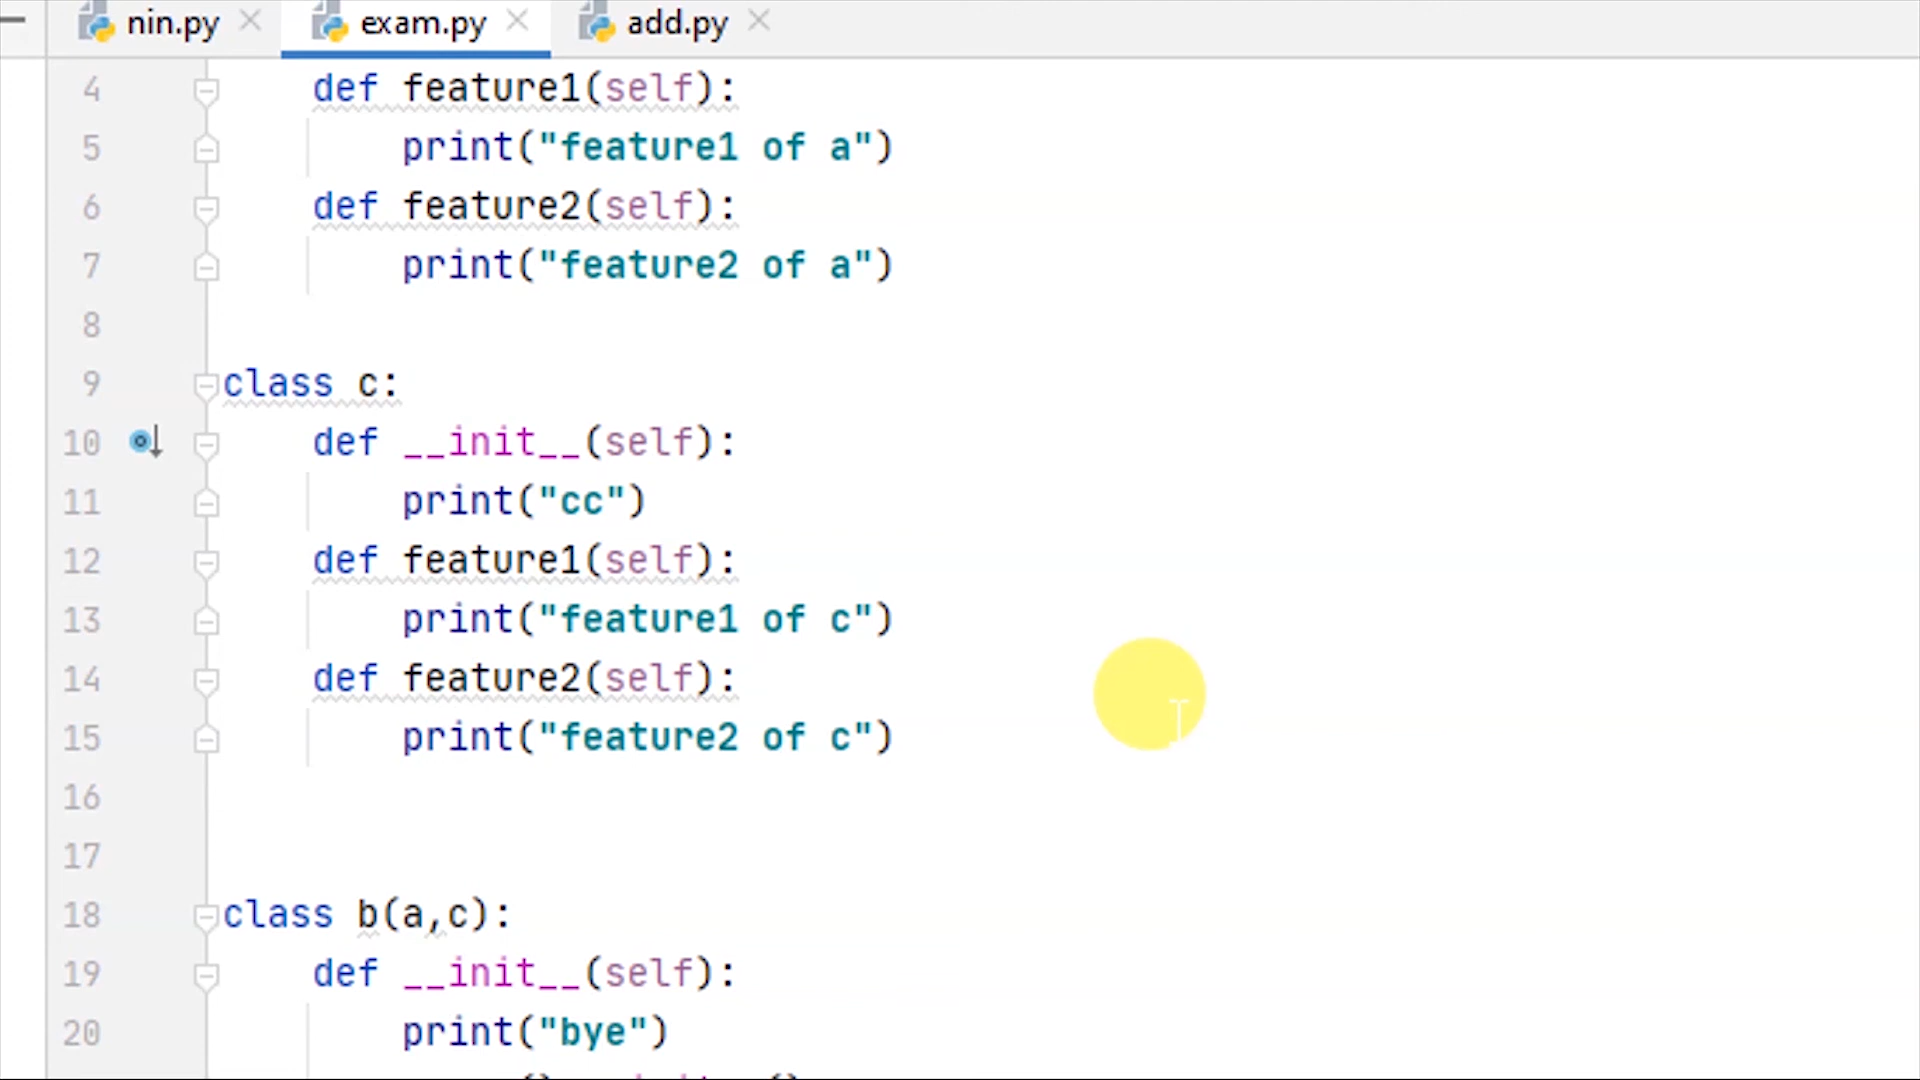 nin.py exam.py add.py
4 def feature1(self):
5 print("feature1 of a")
6 def feature2(self):
7 print("feature2 of a")
8
9 class c:
10 def __init__(self):
11 print("cc")
12 def feature1(self):
13 print("feature1 of c")
14 def feature2(self):
15 print("feature2 of c")
16
17
18 class b(a,c):
19 def __init__(self):
20 print("bye")